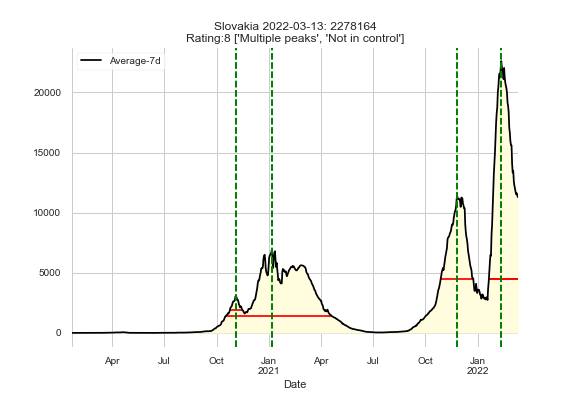 Slovakia 2022-03-13: 2278164
Rating:8 ['Multiple peaks', 'Not in control']
Average-7d
20000
15000
10000
5000
0
Apr Jul Oct Jan Apr Jul Oct Jan
2021 2022
Date